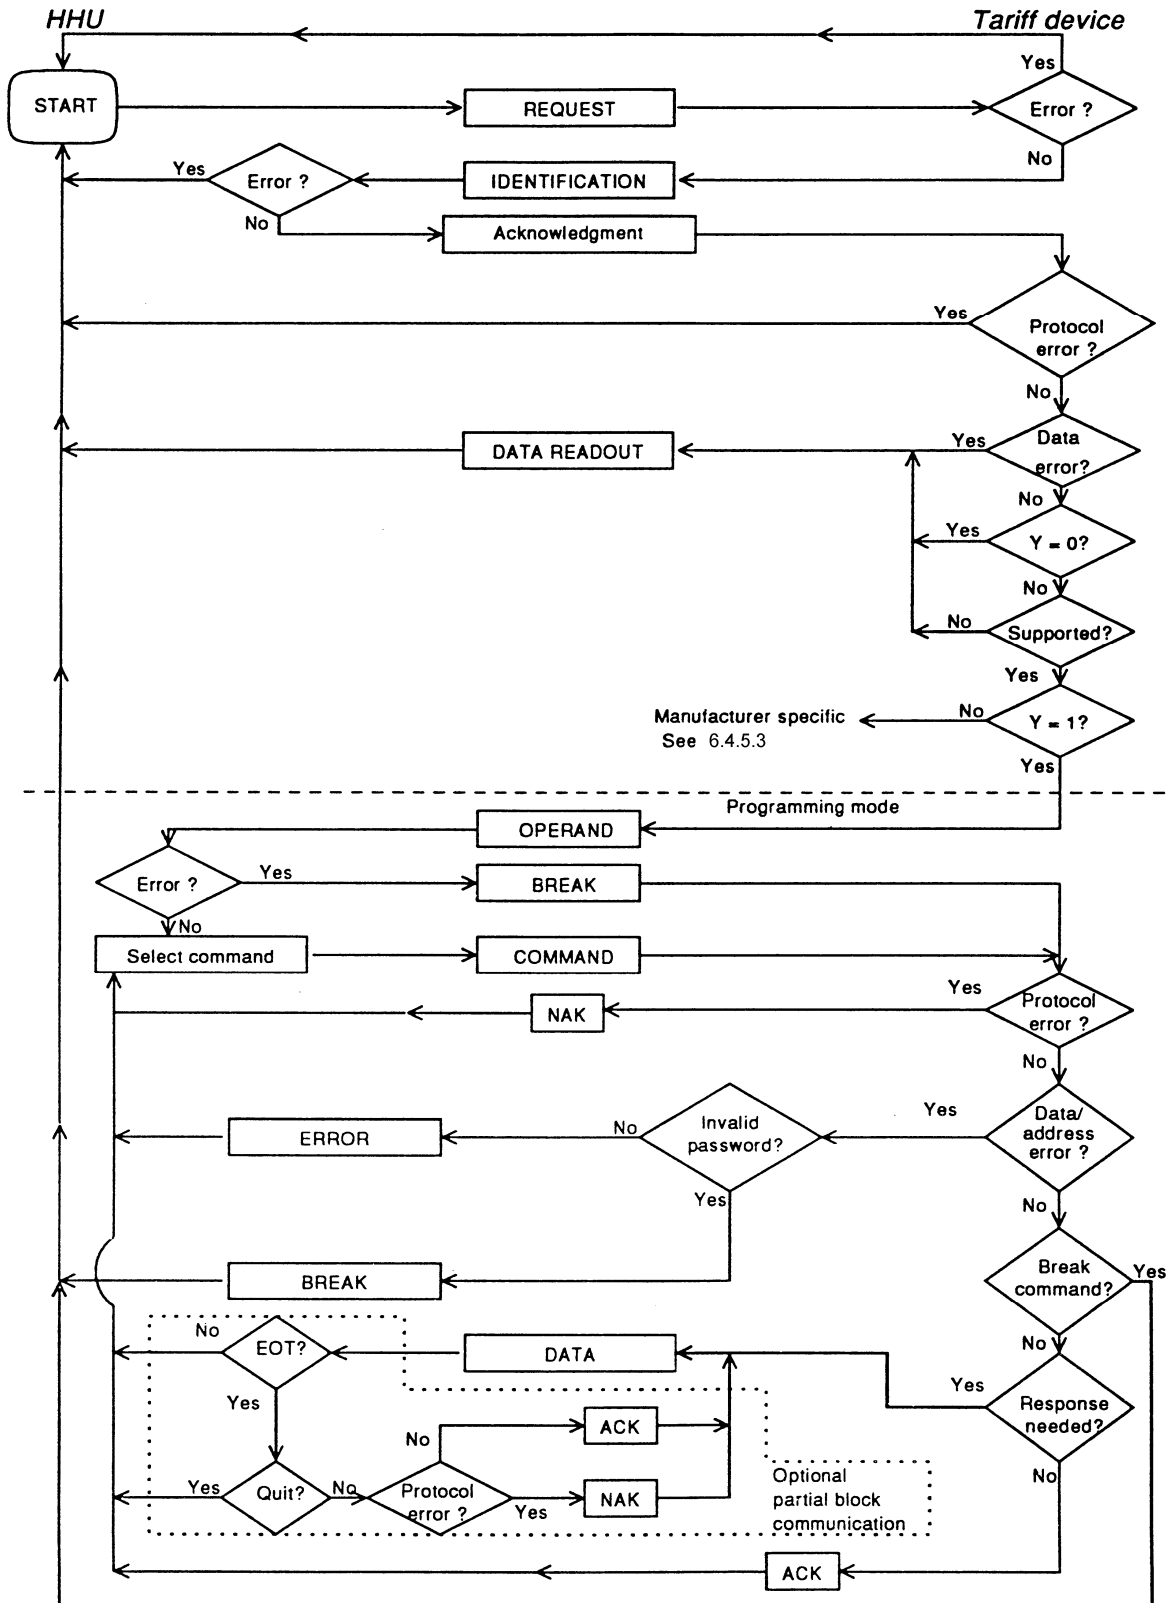 HHU
Tariff device
Yes
START
REQUEST
Error ?
No
Yes
Error ?
IDENTIFICATION
No
Acknowledgment
Yes
Protocol
error ?
No
DATA READOUT
Yes
Data
error?
No
Yes
Y = 0?
No
No
Supported?
Yes
Manufacturer specific
See 6.4.5.3
No
Y = 1?
Yes
Programming mode
OPERAND
Error ?
Yes
BREAK
No
Select command
COMMAND
Yes
Protocol
error ?
NAK
No
Yes
Data/
address
error ?
Invalid
password?
No
ERROR
Yes
No
BREAK
Break
command?
Yes
No
No
EOT?
DATA
Yes
Response
needed?
Yes
No
ACK
No
Yes
Quit?
No
Protocol
error ?
Yes
NAK
Optional
partial block
communication
ACK